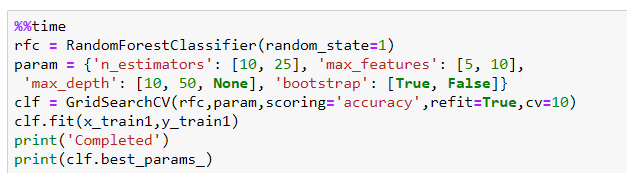 %%time
rfc = RandomForestClassifier(random_state=1)
param = {'n_estimators': [10, 25], 'max_features': [5, 10],
 'max_depth': [10, 50, None], 'bootstrap': [True, False]}
clf = GridSearchCV(rfc,param,scoring='accuracy',refit=True,cv=10)
clf.fit(x_train1,y_train1)
print('Completed')
print(clf.best_params_)